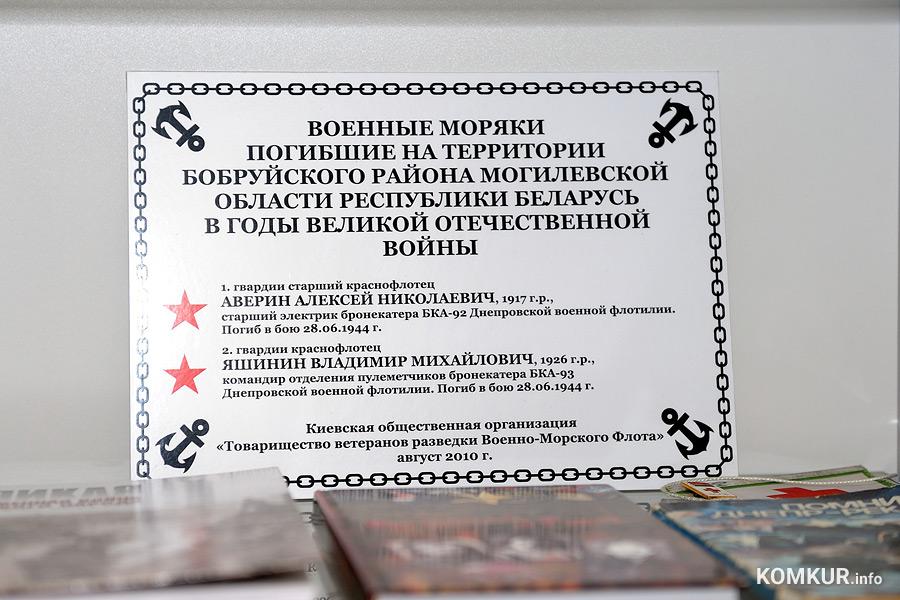 ВОЕННЫЕ МОРЯКИ
ПОГИБШИЕ НА ТЕРРИТОРИИ
БОБРУЙСКОГО РАЙОНА МОГИЛЕВСКОЙ
ОБЛАСТИ РЕСПУБЛИКИ БЕЛАРУСЬ
В ГОДЫ ВЕЛИКОЙ ОТЕЧЕСТВЕННОЙ
ВОЙНЫ
1. гвардии старший краснофлотец
АВЕРИН АЛЕКСЕЙ НИКОЛАЕВИЧ, 1917 г.р.,
старший электрик бронекатера БКА-92 Днепровской военной флотилии.
Погиб в бою 28.06.1944 г.
2. гвардии краснофлотец
ЯШИНИН ВЛАДИМИР МИХАЙЛОВИЧ, 1926 г.р.,
командир отделения пулеметчиков бронекатера БКА-93
Днепровской военной флотилии. Погиб в бою 28.06.1944 г.
Киевская общественная организация
«Товарищество ветеранов разведки Военно-Морского Флота»
август 2010 г.
KOMKUR.info